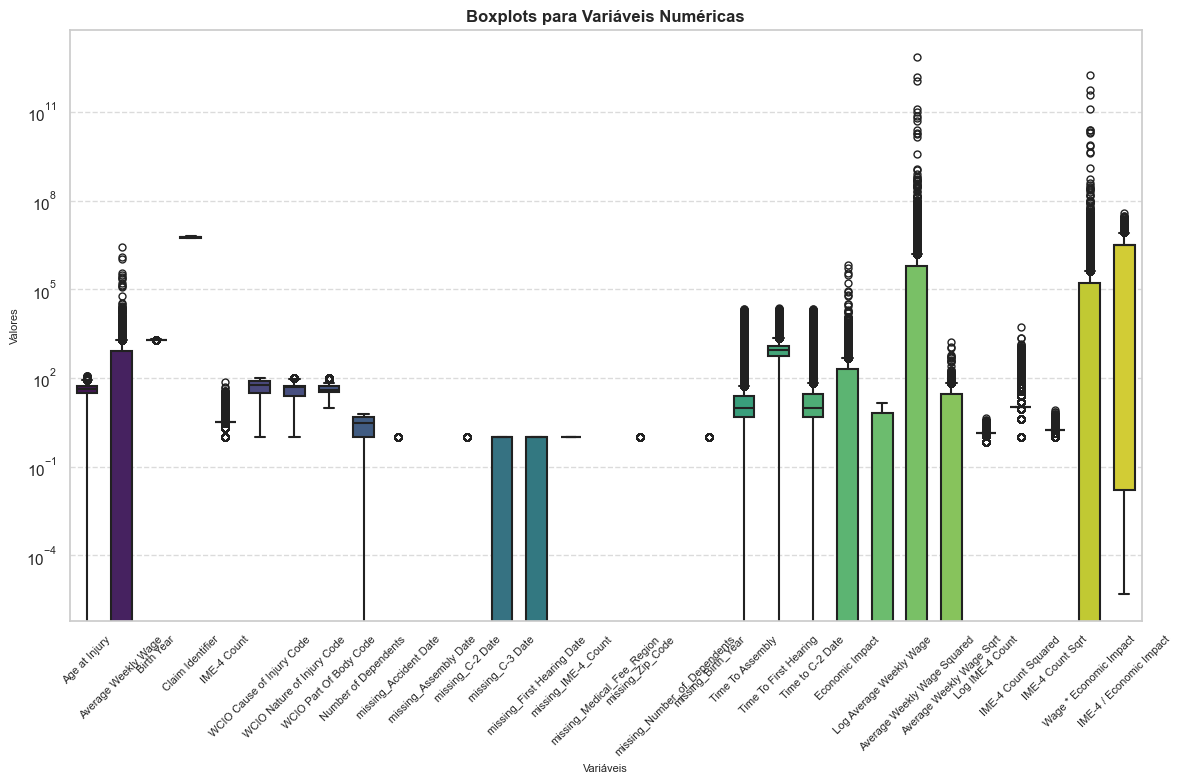 Boxplots para Variáveis Numéricas
10^11
10^8
10^5
10^2
10^-1
10^-4
Valores
Age at Injury
Average Weekly Wage
Birth Year
Claim Identifier
IME-4 Count
WCIO Cause of Injury Code
WCIO Nature of Injury Code
WCIO Part Of Body Code
Number of Dependents
missing_Accident Date
missing_Assembly Date
missing_C-2 Date
missing_C-3 Date
missing_First Hearing Date
missing_IME-4_Count
missing_Medical_Fee_Region
missing_Zip_Code
missing_Number_of_Dependents
missing_Birth_Year
Time To Assembly
Time To First Hearing
Time to C-2 Date
Economic Impact
Log Average Weekly Wage
Average Weekly Wage Squared
Average Weekly Wage Sqrt
Log IME-4 Count
IME-4 Count Squared
IME-4 Count Sqrt
Wage * Economic Impact
IME-4 / Economic Impact
Variáveis